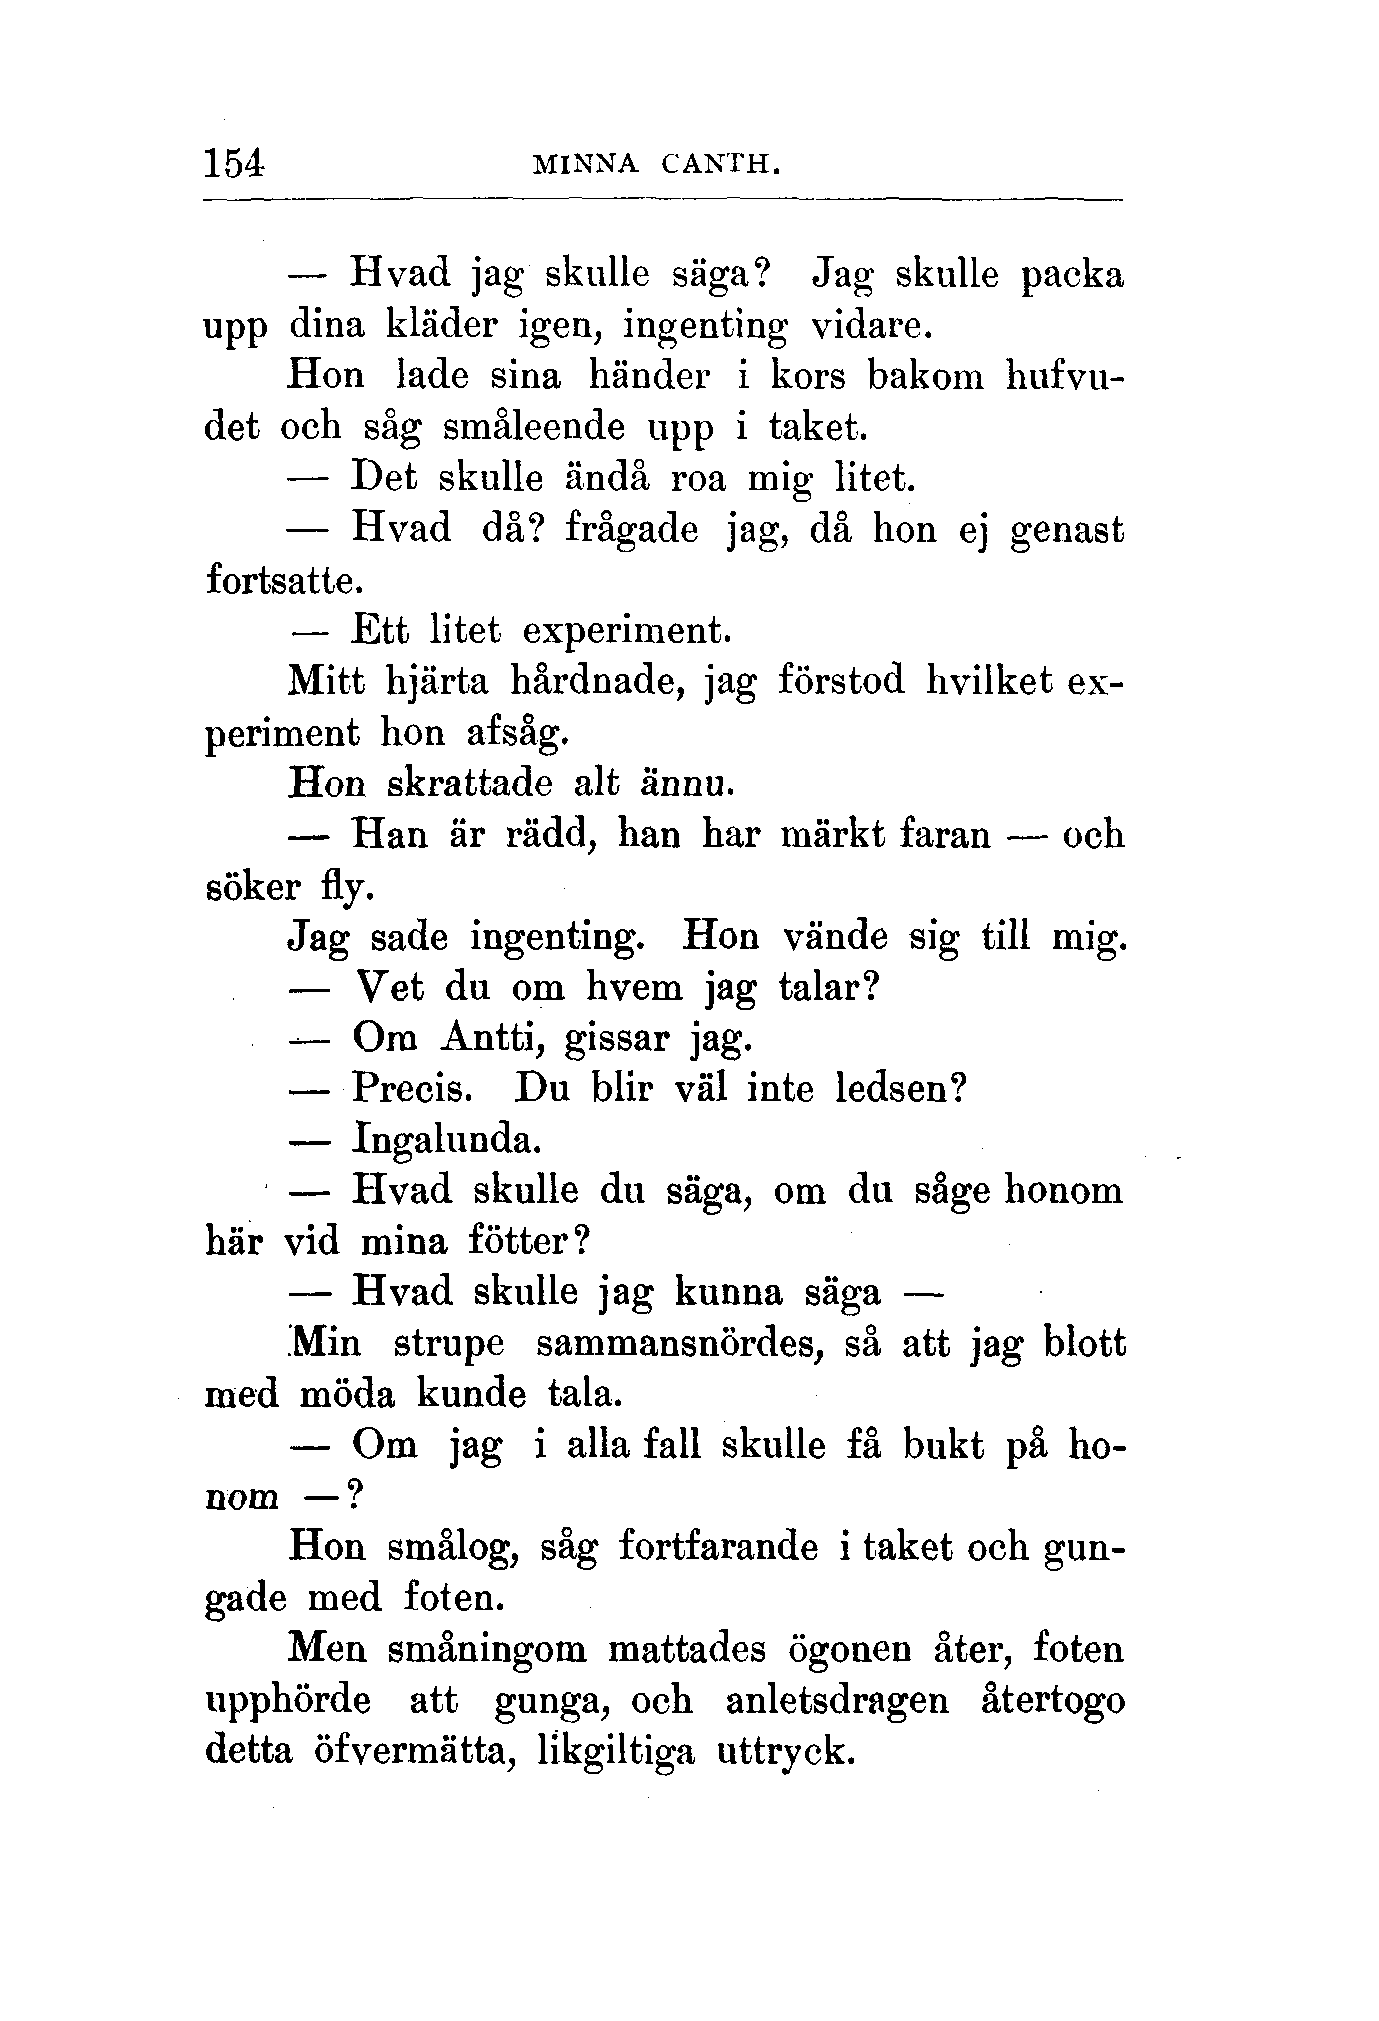 154 MINNA CANTH.
— Hvad jag skulle säga? Jag skulle packa
upp dina kläder igen, ingenting vidare.
Hon lade sina händer i kors bakom hufvu-
det och såg småleende upp i taket.
— Det skulle ändå roa mig litet.
— Hvad då? frågade jag, då hon ej genast
fortsatte.
— Ett litet experiment.
Mitt hjärta hårdnade, jag förstod hvilket ex-
periment hon afsåg.
Hon skrattade alt ännu.
— Han är rädd, han har märkt faran — och
söker fly.
Jag sade ingenting. Hon vände sig till mig.
— Vet du om hvem jag talar?
— Om Antti, gissar jag.
— Precis. Du blir väl inte ledsen?
— Ingalunda.
— Hvad skulle du säga, om du såge honom
här vid mina fötter?
— Hvad skulle jag kunna säga —
Min strupe sammansnördes, så att jag blott
med möda kunde tala.
— Om jag i alla fall skulle få bukt på ho-
nom —?
Hon smålog, såg fortfarande i taket och gun-
gade med foten.
Men småningom mattades ögonen åter, foten
upphörde att gunga, och anletsdragen återtogo
detta öfvermätta, likgiltiga uttryck.